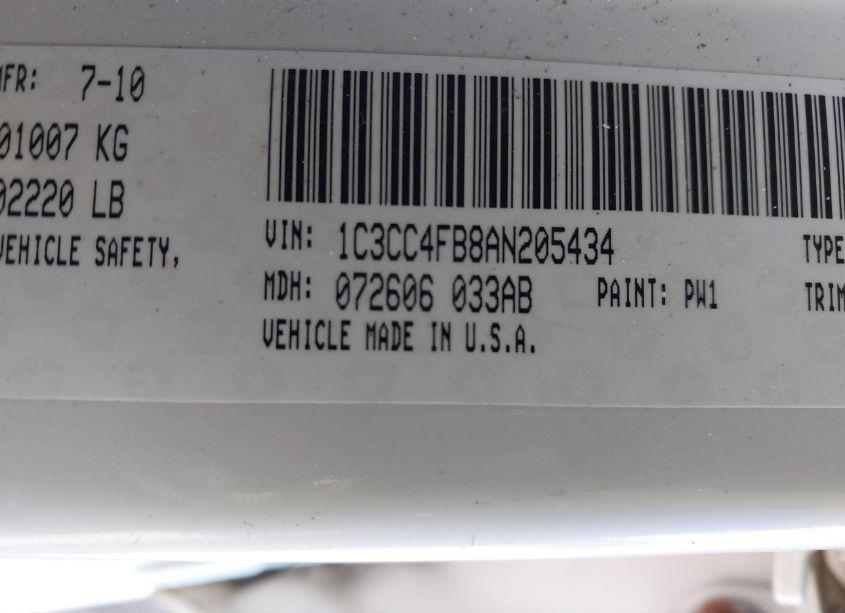 MFR: 7-10
01007 KG
02220 LB
VEHICLE SAFETY,
VIN: 1C3CC4FB8AN205434
TYPE
MDH: 072606 033AB PAINT: PW1 TRIM
VEHICLE MADE IN U.S.A.